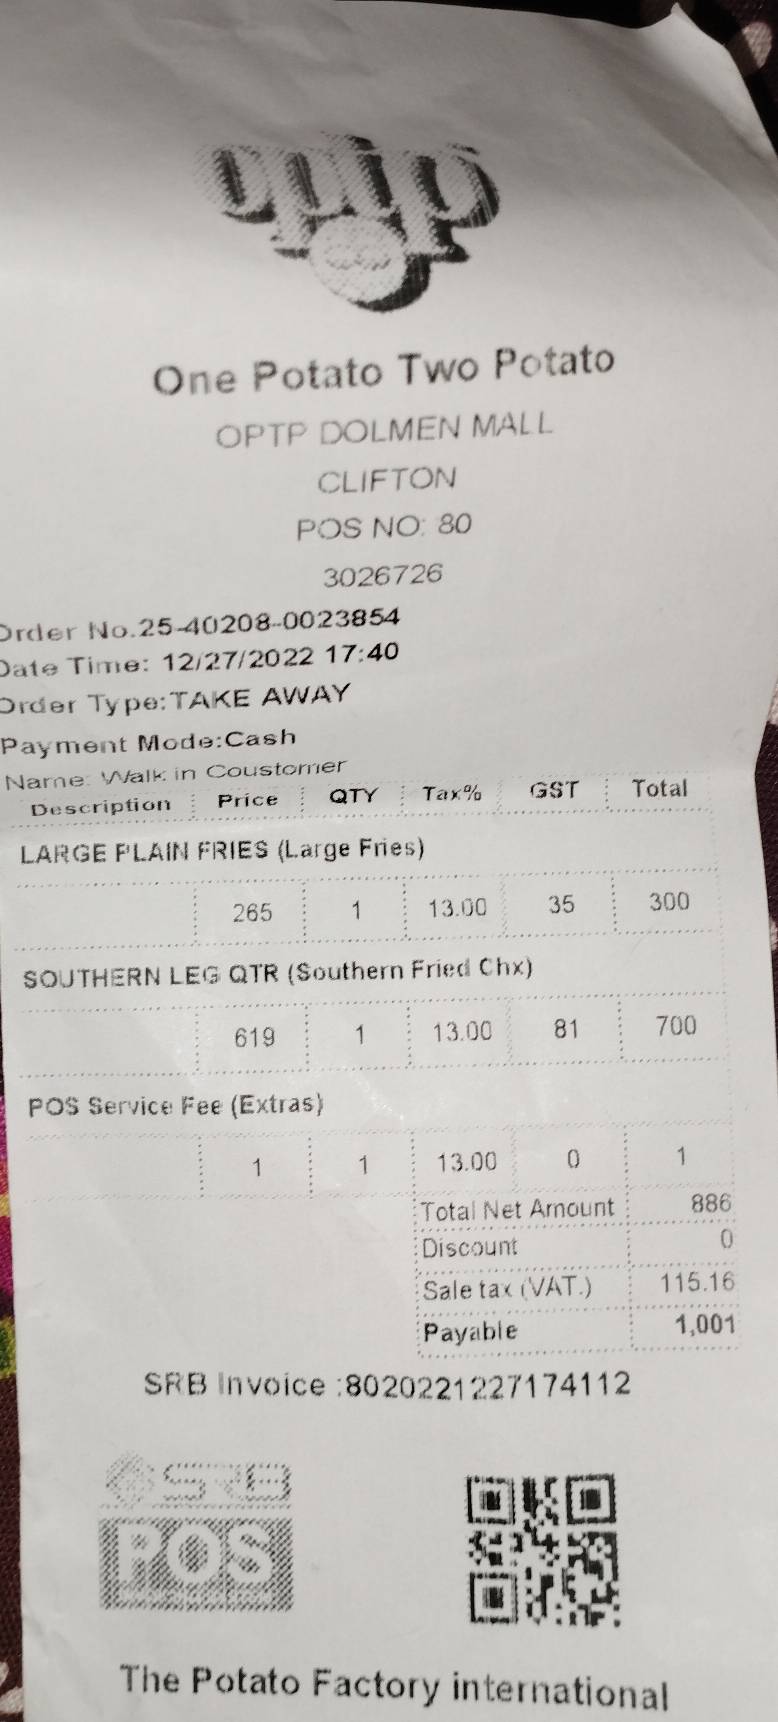 optp
One Potato Two Potato
OPTP DOLMEN MALL
CLIFTON
POS NO: 80
3026726
Order No.25-40208-0023854
Date Time: 12/27/2022 17:40
Order Type:TAKE AWAY
Payment Mode:Cash
Name: Walk in Coustomer
Description Price QTY Tax% GST Total
LARGE PLAIN FRIES (Large Fries)
265 1 13.00 35 300
SOUTHERN LEG QTR (Southern Fried Chx)
619 1 13.00 81 700
POS Service Fee (Extras)
1 1 13.00 0 1
Total Net Amount 886
Discount 0
Sale tax (VAT.) 115.16
Payable 1,001
SRB Invoice :8020221227174112
SRB
POS
The Potato Factory international